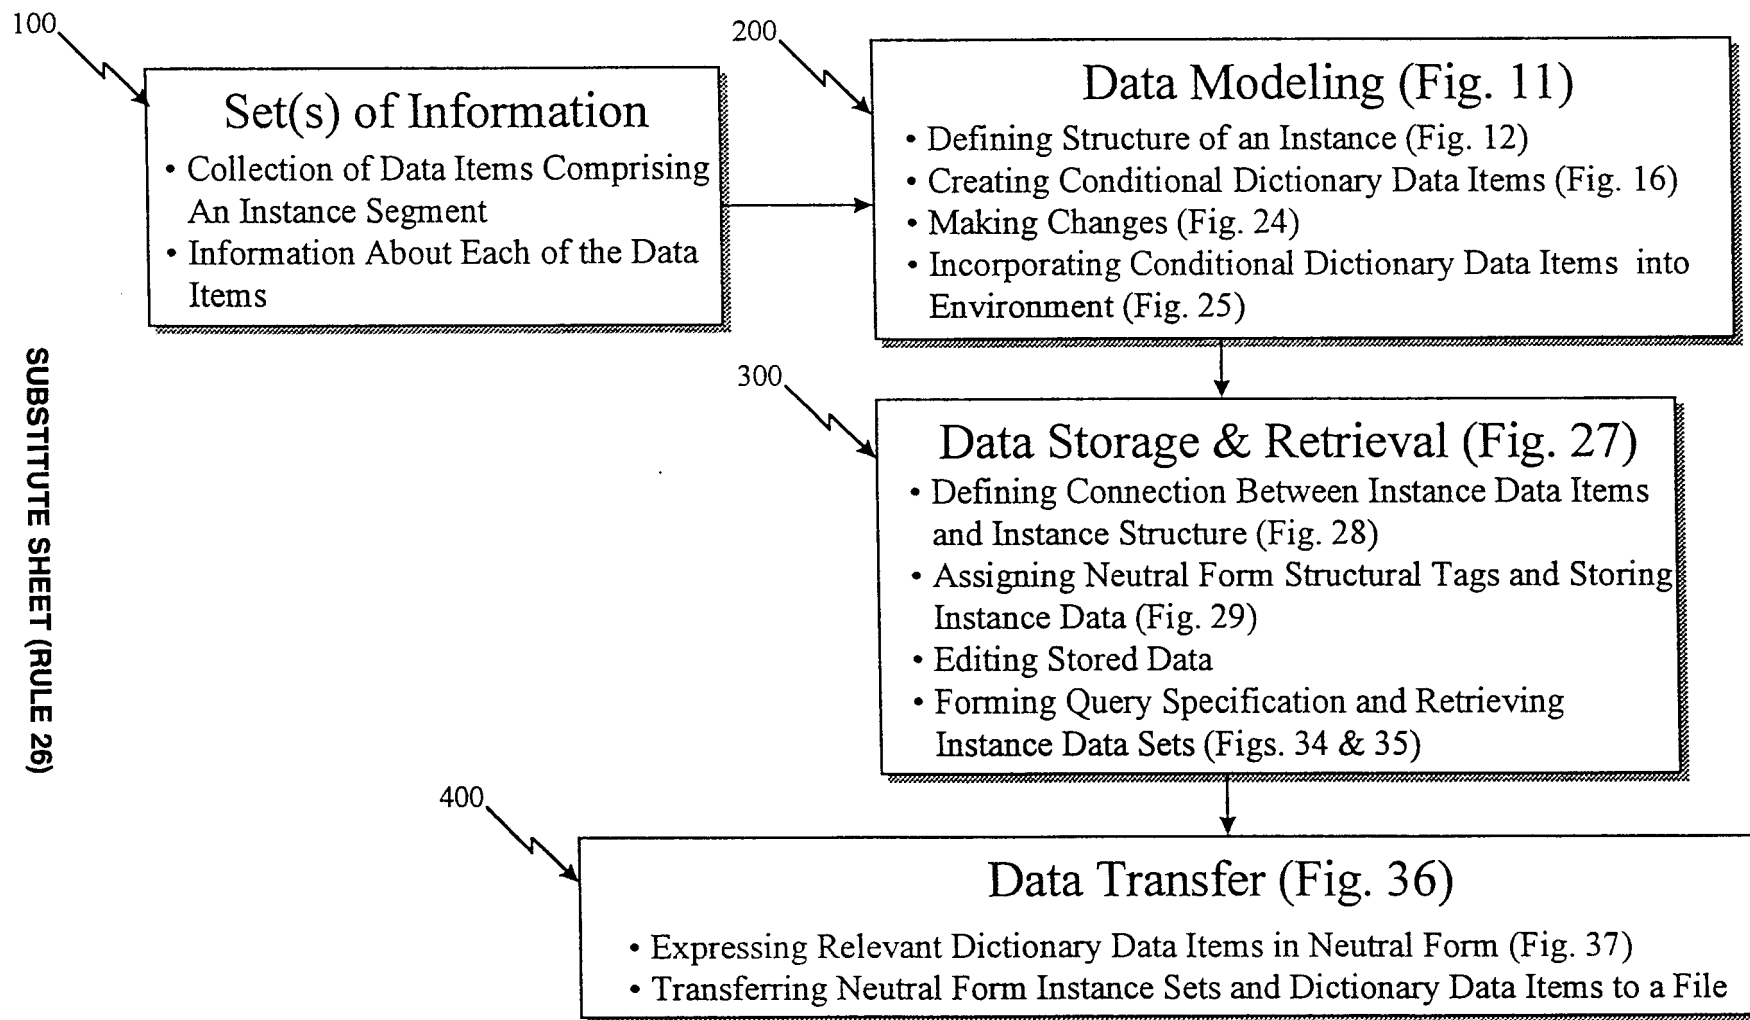 100
Set(s) of Information
• Collection of Data Items Comprising
An Instance Segment
• Information About Each of the Data
Items
200
Data Modeling (Fig. 11)
• Defining Structure of an Instance (Fig. 12)
• Creating Conditional Dictionary Data Items (Fig. 16)
• Making Changes (Fig. 24)
• Incorporating Conditional Dictionary Data Items into
Environment (Fig. 25)
300
Data Storage & Retrieval (Fig. 27)
• Defining Connection Between Instance Data Items
and Instance Structure (Fig. 28)
• Assigning Neutral Form Structural Tags and Storing
Instance Data (Fig. 29)
• Editing Stored Data
• Forming Query Specification and Retrieving
Instance Data Sets (Figs. 34 & 35)
400
Data Transfer (Fig. 36)
• Expressing Relevant Dictionary Data Items in Neutral Form (Fig. 37)
• Transferring Neutral Form Instance Sets and Dictionary Data Items to a File
SUBSTITUTE SHEET (RULE 26)